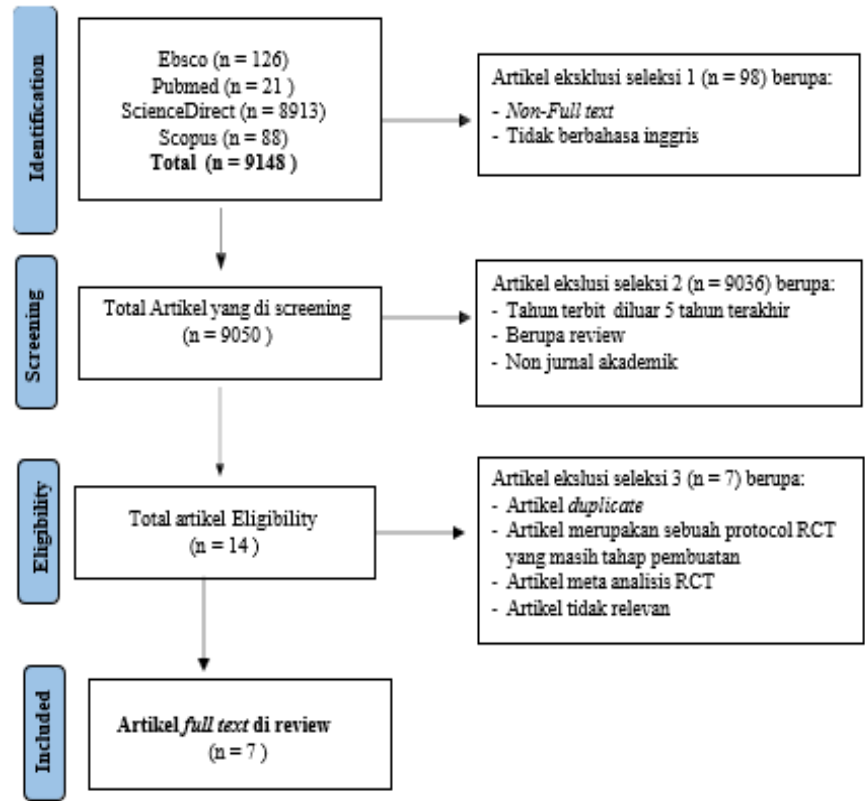 Identification
Ebsco (n = 126)
Pubmed (n = 21 )
ScienceDirect (n = 8913)
Scopus (n = 88)
Total (n = 9148 )
Artikel eksklusi seleksi 1 (n = 98) berupa:
- Non-Full text
- Tidak berbahasa inggris
Screening
Total Artikel yang di screening
(n = 9050 )
Artikel ekslusi seleksi 2 (n = 9036) berupa:
- Tahun terbit diluar 5 tahun terakhir
- Berupa review
- Non jurnal akademik
Eligibility
Total artikel Eligibility
(n = 14 )
Artikel ekslusi seleksi 3 (n = 7) berupa:
- Artikel duplicate
- Artikel merupakan sebuah protocol RCT
yang masih tahap pembuatan
- Artikel meta analisis RCT
- Artikel tidak relevan
Included
Artikel full text di review
(n = 7 )